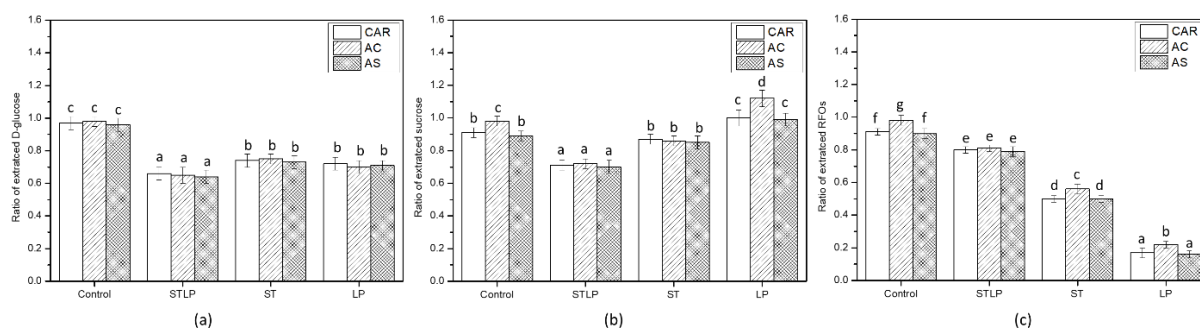 1.6
1.4
1.2
1.0
0.8
0.6
0.4
0.2
0.0
Ratio of extratced D-glucose
CAR
AC
AS
c c c
a a a
b b b
b b b
Control STLP ST LP
(a)
1.6
1.4
1.2
1.0
0.8
0.6
0.4
0.2
0.0
Ratio of extratced sucrose
CAR
AC
AS
b c b
a a a
b b b
c d c
Control STLP ST LP
(b)
1.6
1.4
1.2
1.0
0.8
0.6
0.4
0.2
0.0
Ratio of extratced RFOs
CAR
AC
AS
f g f
e e e
d c d
a b a
Control STLP ST LP
(c)